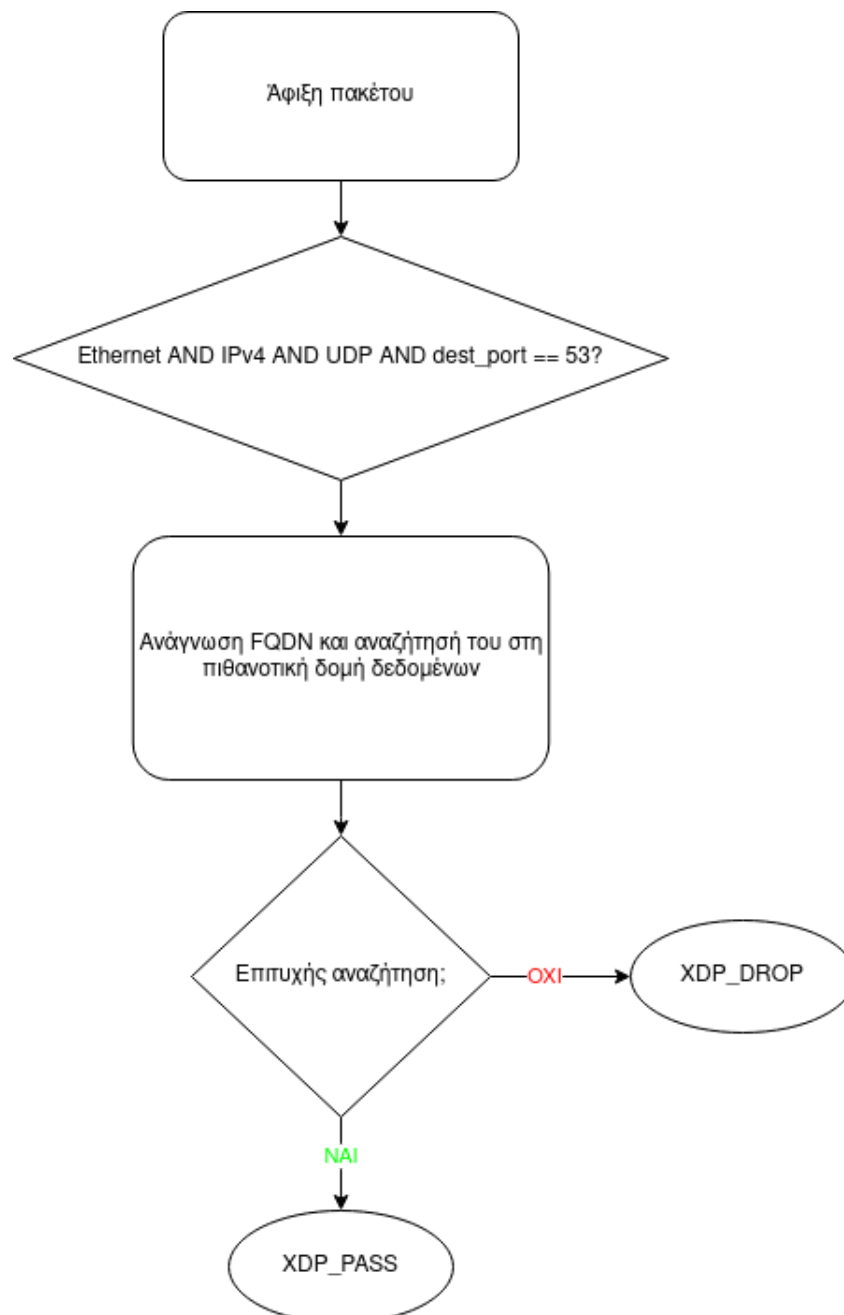 Άφιξη πακέτου
Ethernet AND IPv4 AND UDP AND dest_port == 53?
Ανάγνωση FQDN και αναζήτησή του στη
πιθανοτική δομή δεδομένων
Επιτυχής αναζήτηση;
ΟΧΙ
XDP_DROP
ΝΑΙ
XDP_PASS